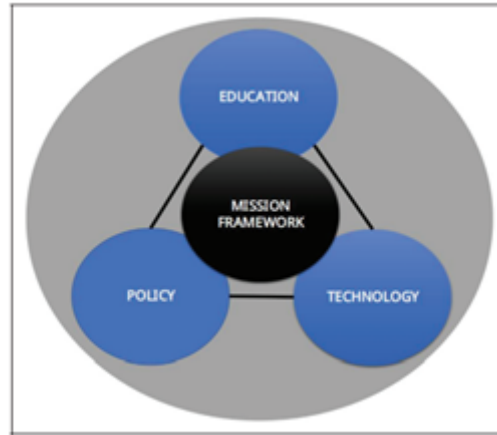 EDUCATION
MISSION
FRAMEWORK
POLICY
TECHNOLOGY